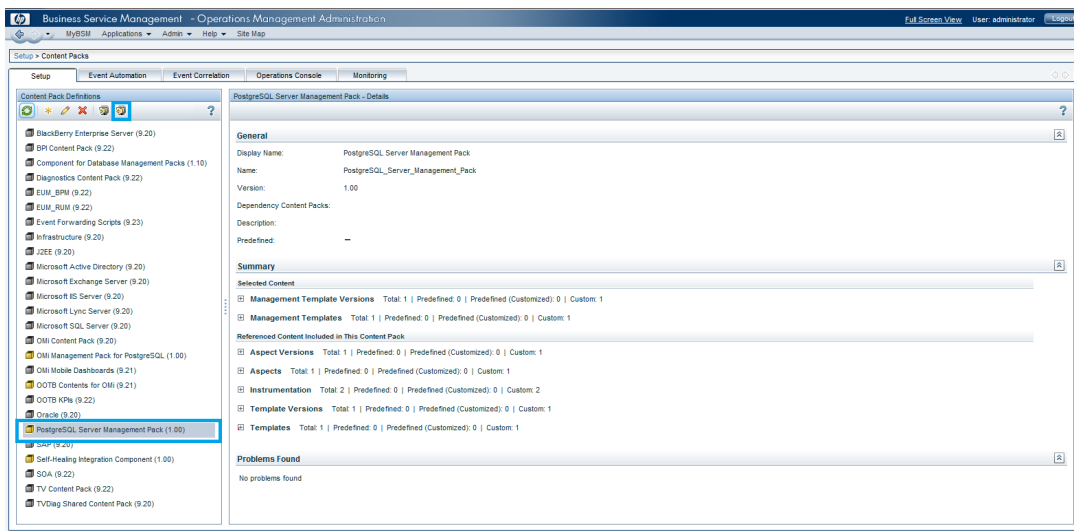 hp Business Service Management - Operations Management Administration Full Screen View User: administrator Logout
MyBSM Applications Admin Help Site Map
Setup > Content Packs
Setup Event Automation Event Correlation Operations Console Monitoring
Content Pack Definitions
?
BlackBerry Enterprise Server (9.20)
BPI Content Pack (9.22)
Component for Database Management Packs (1.10)
Diagnostics Content Pack (9.22)
EUM_BPM (9.22)
EUM_RUM (9.22)
Event Forwarding Scripts (9.23)
Infrastructure (9.20)
J2EE (9.20)
Microsoft Active Directory (9.20)
Microsoft Exchange Server (9.20)
Microsoft IIS Server (9.20)
Microsoft Lync Server (9.20)
Microsoft SQL Server (9.20)
OMi Content Pack (9.20)
OMi Management Pack for PostgreSQL (1.00)
OMi Mobile Dashboards (9.21)
OOTB Contents for OMi (9.21)
OOTB KPIs (9.22)
Oracle (9.20)
PostgreSQL Server Management Pack (1.00)
SAP (9.20)
Self-Healing Integration Component (1.00)
SOA (9.22)
TV Content Pack (9.22)
TVDiag Shared Content Pack (9.20)
PostgreSQL Server Management Pack - Details
?
General
Display Name: PostgreSQL Server Management Pack
Name: PostgreSQL_Server_Management_Pack
Version: 1.00
Dependency Content Packs:
Description:
Predefined: —
Summary
Selected Content
Management Template Versions Total: 1 | Predefined: 0 | Predefined (Customized): 0 | Custom: 1
Management Templates Total: 1 | Predefined: 0 | Predefined (Customized): 0 | Custom: 1
Referenced Content Included in This Content Pack
Aspect Versions Total: 1 | Predefined: 0 | Predefined (Customized): 0 | Custom: 1
Aspects Total: 1 | Predefined: 0 | Predefined (Customized): 0 | Custom: 1
Instrumentation Total: 2 | Predefined: 0 | Predefined (Customized): 0 | Custom: 2
Template Versions Total: 1 | Predefined: 0 | Predefined (Customized): 0 | Custom: 1
Templates Total: 1 | Predefined: 0 | Predefined (Customized): 0 | Custom: 1
Problems Found
No problems found